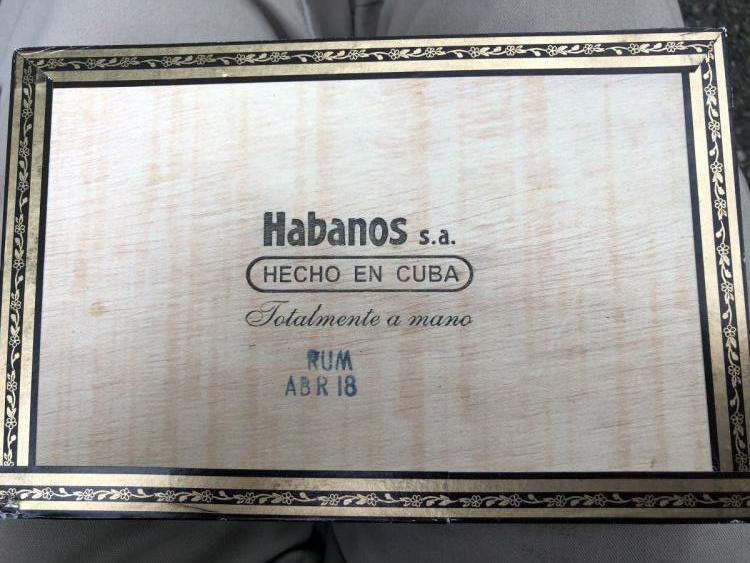 Habanos s.a.
HECHO EN CUBA
Totalmente a mano
RUM
ABR 18